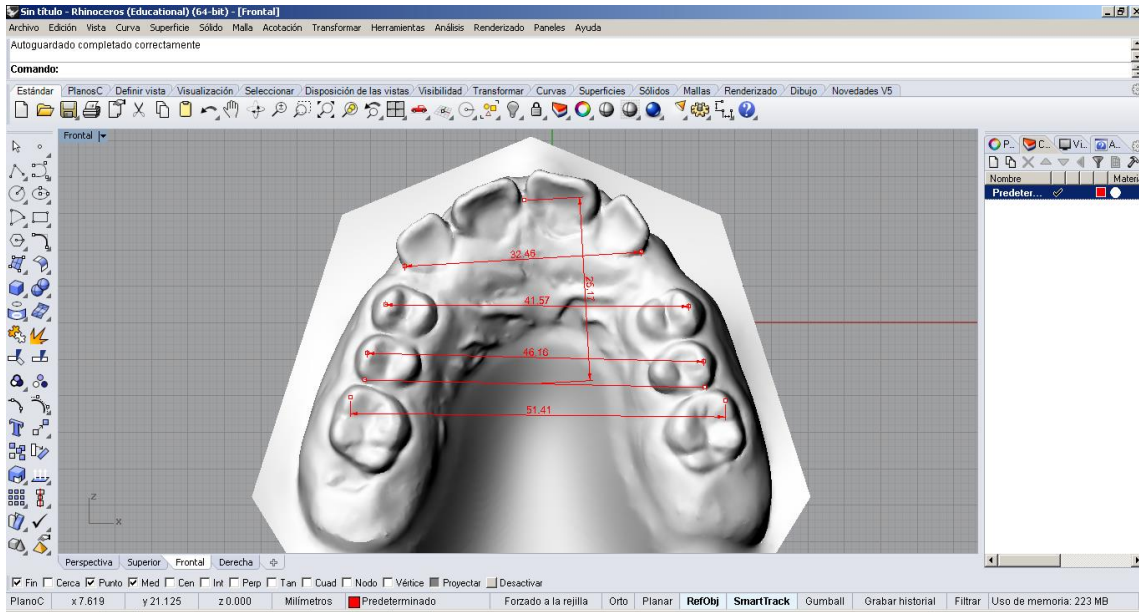 Sin título - Rhinoceros (Educational) (64-bit) - [Frontal]
Archivo Edición Vista Curva Superficie Sólido Malla Acotación Transformar Herramientas Análisis Renderizado Paneles Ayuda
Autoguardado completado correctamente
Comando:
Estándar PlanosC Definir vista Visualización Seleccionar Disposición de las vistas Visibilidad Transformar Curvas Superficies Sólidos Mallas Renderizado Dibujo Novedades V5
Frontal
P... C... Vi... A...
Nombre Materia
Predeter...
32.46
25.17
41.57
46.16
51.41
z
x
Perspectiva Superior Frontal Derecha
Fin Cerca Punto Med Cen Int Perp Tan Cuad Nodo Vértice Proyectar Desactivar
PlanoC x 7.619 y 21.125 z 0.000 Milímetros Predeterminado Forzado a la rejilla Orto Planar RefObj SmartTrack Gumball Grabar historial Filtrar Uso de memoria: 223 MB